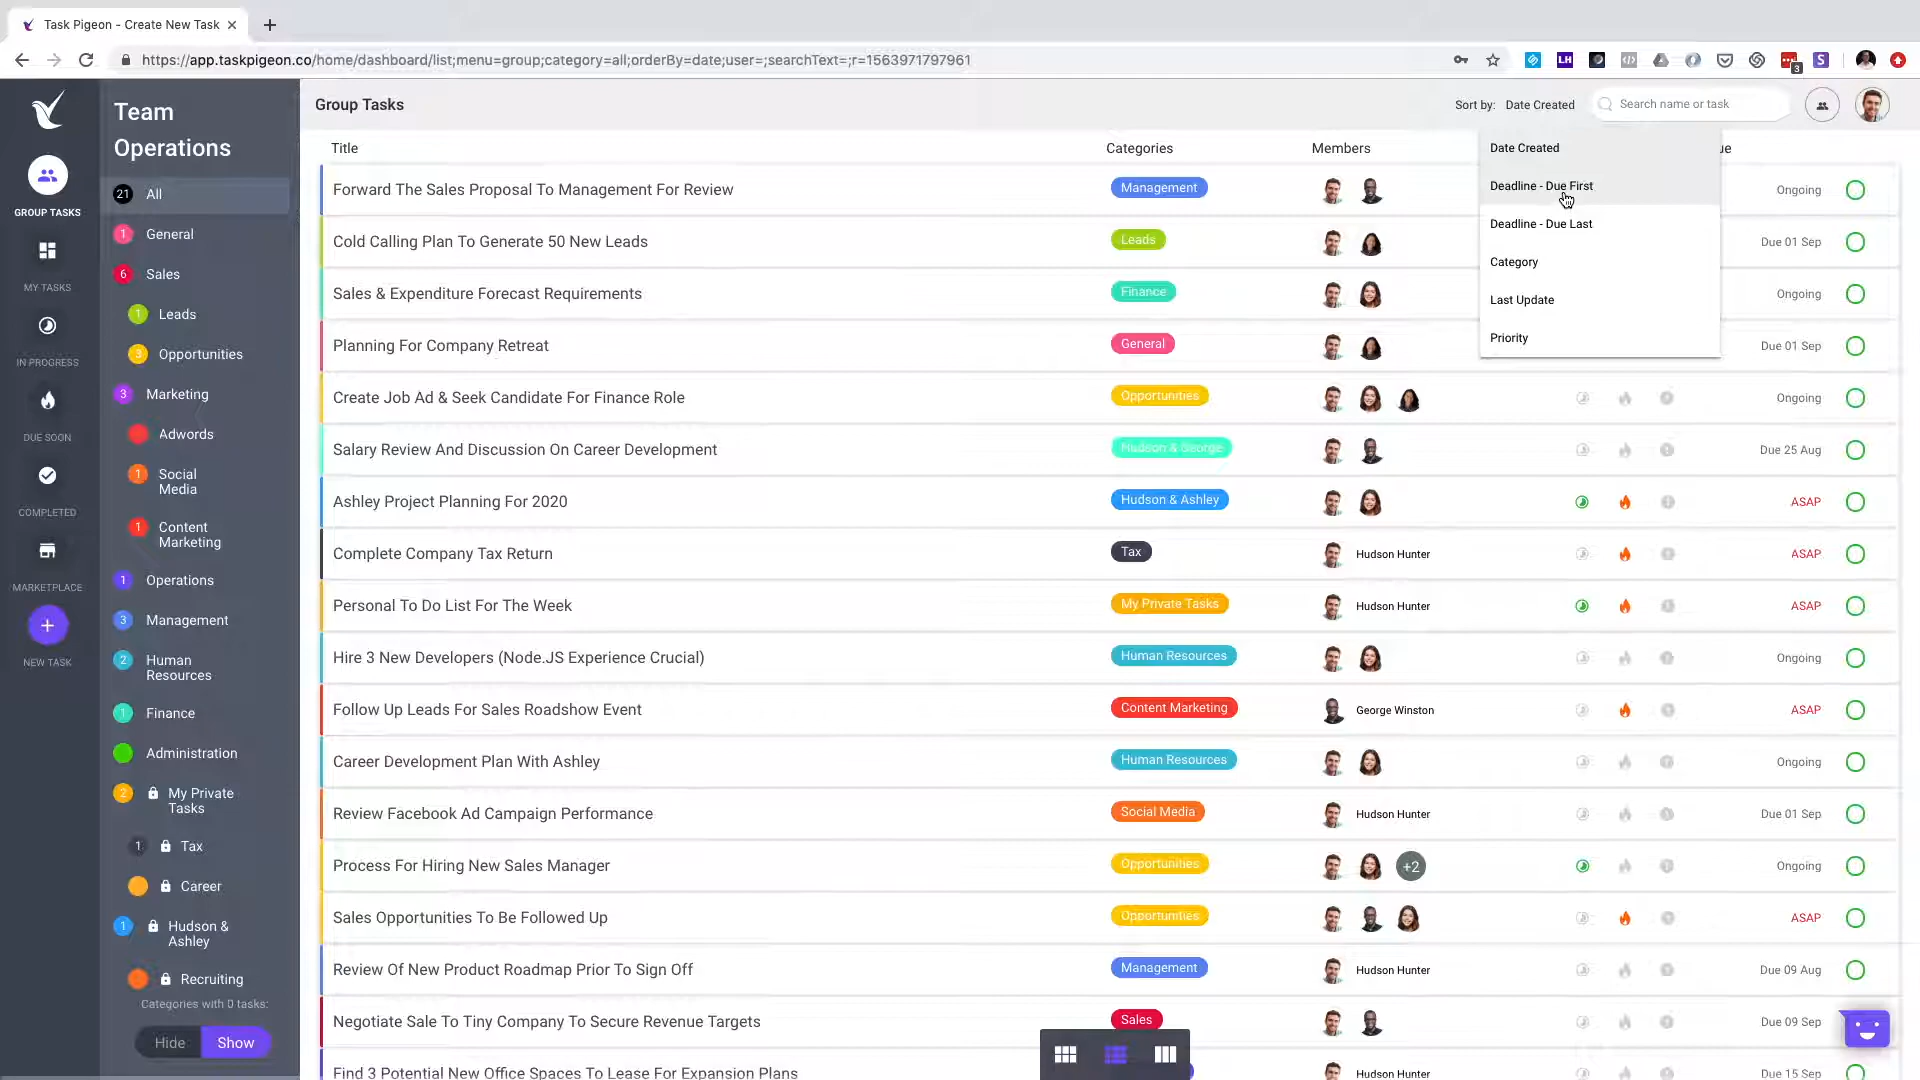 Task Pigeon - Create New Task
https://app.taskpigeon.co/home/dashboard/list;menu=group;category=all;orderBy=date;user=;searchText=;r=1563971797961
LH
S
3
Team
Operations
GROUP TASKS
MY TASKS
IN PROGRESS
DUE SOON
COMPLETED
MARKETPLACE
+
NEW TASK
21 All
1 General
6 Sales
1 Leads
3 Opportunities
3 Marketing
Adwords
1 Social
Media
1 Content
Marketing
1 Operations
3 Management
2 Human
Resources
1 Finance
Administration
2 My Private
Tasks
1 Tax
Career
1 Hudson &
Ashley
Recruiting
Categories with 0 tasks:
Hide Show
Group Tasks
Sort by: Date Created
Search name or task
Title Categories Members ue
Date Created
Deadline - Due First
Deadline - Due Last
Category
Last Update
Priority
Forward The Sales Proposal To Management For Review Management Ongoing
Cold Calling Plan To Generate 50 New Leads Leads Due 01 Sep
Sales & Expenditure Forecast Requirements Finance Ongoing
Planning For Company Retreat General Due 01 Sep
Create Job Ad & Seek Candidate For Finance Role Opportunities Ongoing
Salary Review And Discussion On Career Development Hudson & George Due 25 Aug
Ashley Project Planning For 2020 Hudson & Ashley ASAP
Complete Company Tax Return Tax Hudson Hunter ASAP
Personal To Do List For The Week My Private Tasks Hudson Hunter ASAP
Hire 3 New Developers (Node.JS Experience Crucial) Human Resources Ongoing
Follow Up Leads For Sales Roadshow Event Content Marketing George Winston ASAP
Career Development Plan With Ashley Human Resources Ongoing
Review Facebook Ad Campaign Performance Social Media Hudson Hunter Due 01 Sep
Process For Hiring New Sales Manager Opportunities +2 Ongoing
Sales Opportunities To Be Followed Up Opportunities ASAP
Review Of New Product Roadmap Prior To Sign Off Management Hudson Hunter Due 09 Aug
Negotiate Sale To Tiny Company To Secure Revenue Targets Sales Due 09 Sep
Find 3 Potential New Office Spaces To Lease For Expansion Plans Hudson Hunter Due 15 Sep